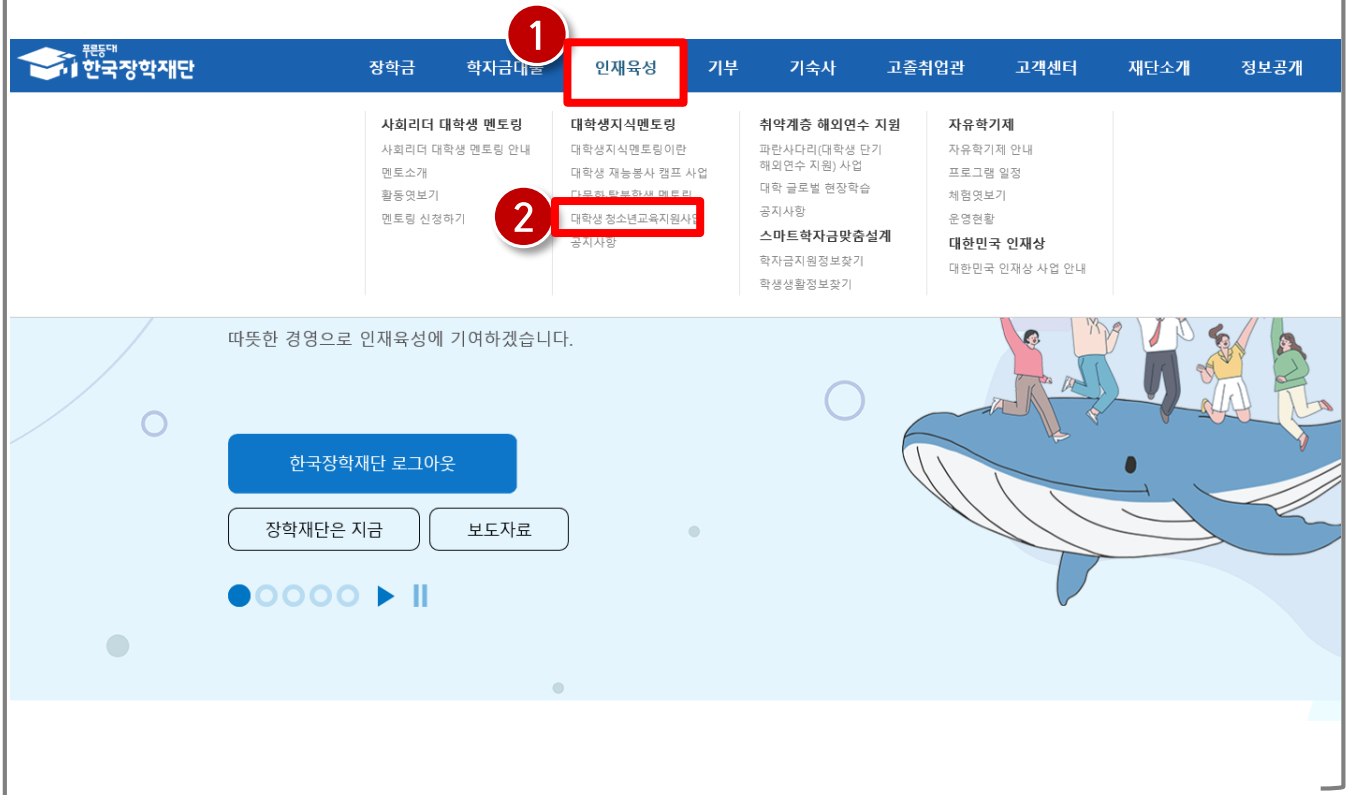 푸른등대
한국장학재단
장학금 학자금대출 인재육성 기부 기숙사 고졸취업관 고객센터 재단소개 정보공개
1
사회리더 대학생 멘토링
사회리더 대학생 멘토링 안내
멘토소개
활동엿보기
멘토링 신청하기
대학생지식멘토링
대학생지식멘토링이란
대학생 재능봉사 캠프 사업
다문화·탈북학생 멘토링
2
대학생 청소년교육지원사업
공지사항
취약계층 해외연수 지원
파란사다리(대학생 단기
해외연수 지원) 사업
대학 글로벌 현장학습
공지사항
스마트학자금맞춤설계
학자금지원정보찾기
학생생활정보찾기
자유학기제
자유학기제 안내
프로그램 일정
체험엿보기
운영현황
대한민국 인재상
대한민국 인재상 사업 안내
따뜻한 경영으로 인재육성에 기여하겠습니다.
한국장학재단 로그아웃
장학재단은 지금 보도자료